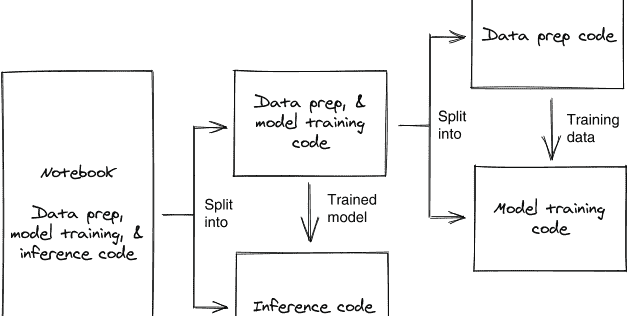 Notebook
Data prep,
model training, &
inference code
Split
into
Data prep, &
model training
code
Trained
model
Inference code
Split
into
Data prep code
Training
data
Model training
code